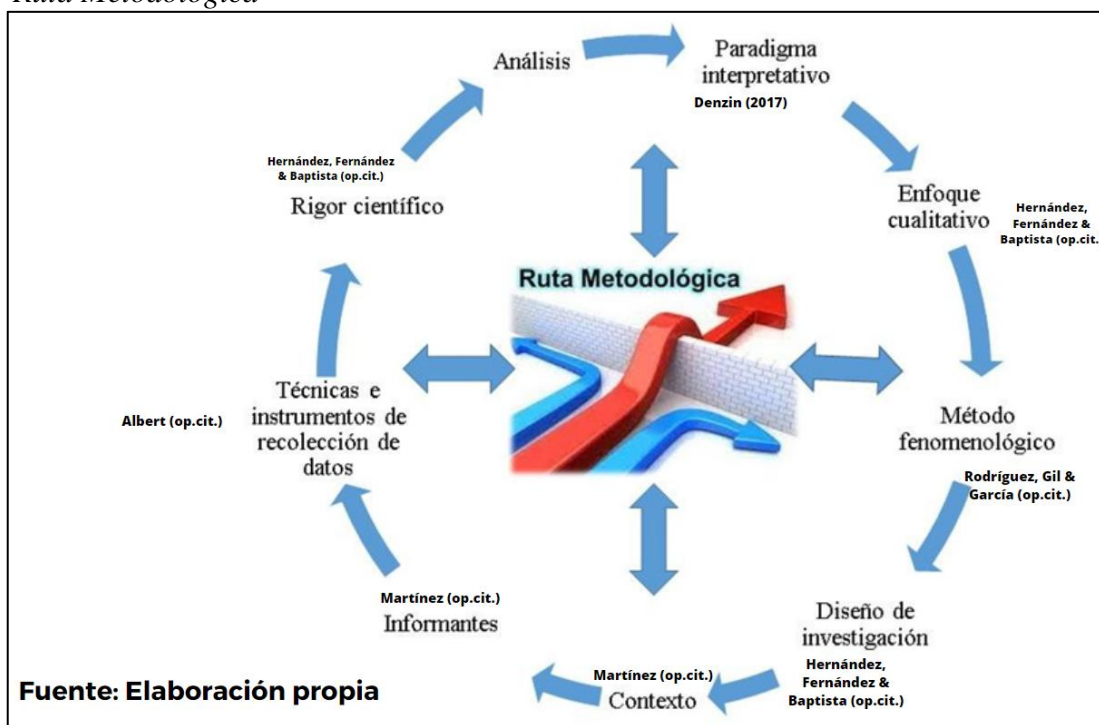 Ruta Metodológica
Análisis
Paradigma
interpretativo
Denzin (2017)
Enfoque
cualitativo
Hernández,
Fernández &
Baptista (op.cit.
Método
fenomenológico
Rodríguez, Gil &
García (op.cit.)
Diseño de
investigación
Hernández,
Fernández &
Baptista (op.cit.)
Martínez (op.cit.)
Contexto
Martínez (op.cit.)
Informantes
Albert (op.cit.)
Técnicas e
instrumentos de
recolección de
datos
Hernández, Fernández
& Baptista (op.cit.)
Rigor científico
Ruta Metodológica
Fuente: Elaboración propia